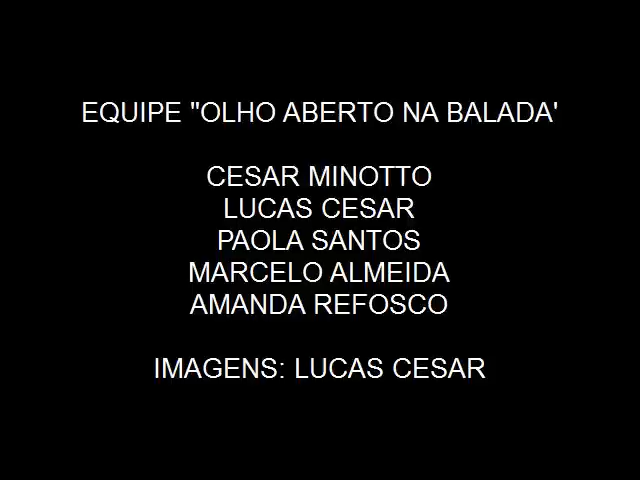 EQUIPE "OLHO ABERTO NA BALADA'
CESAR MINOTTO
LUCAS CESAR
PAOLA SANTOS
MARCELO ALMEIDA
AMANDA REFOSCO
IMAGENS: LUCAS CESAR